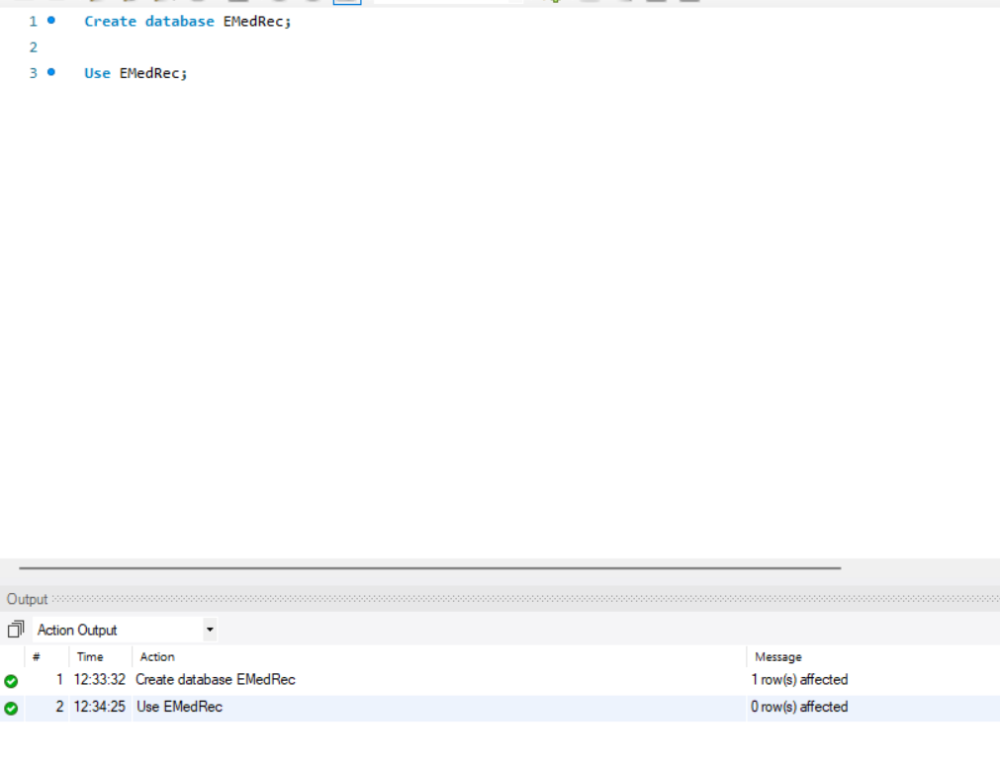 1 Create database EMedRec;
2
3 Use EMedRec;
Output
Action Output
# Time Action Message
1 12:33:32 Create database EMedRec 1 row(s) affected
2 12:34:25 Use EMedRec 0 row(s) affected